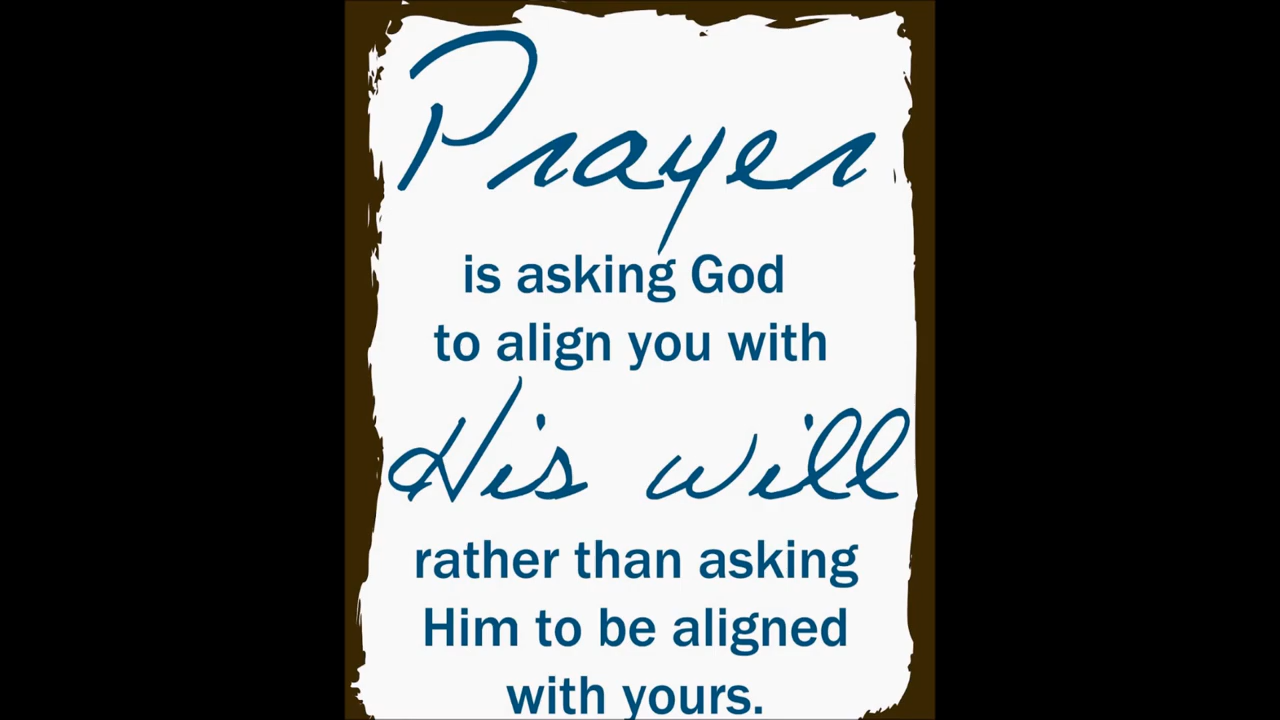 Prayer
is asking God
to align you with
His will
rather than asking
Him to be aligned
with yours.